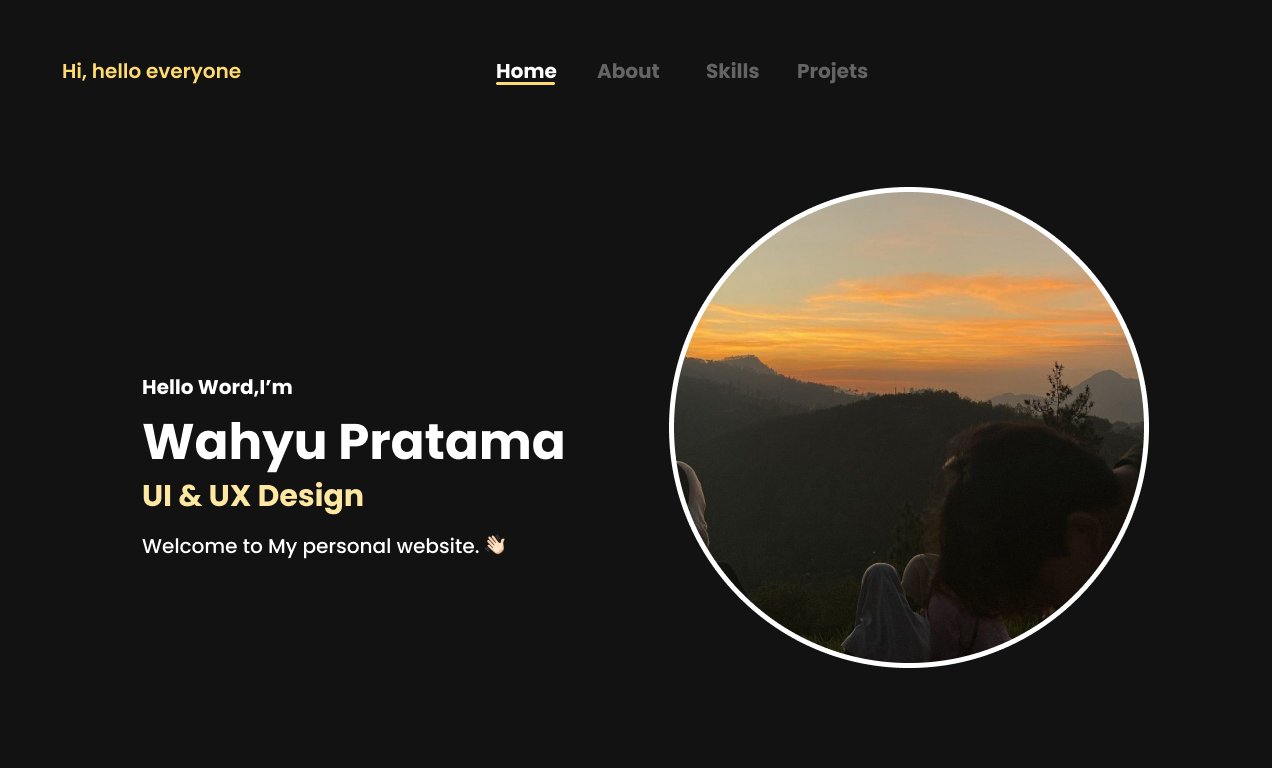 Hi, hello everyone
Home About Skills Projets
Hello Word,I’m
Wahyu Pratama
UI & UX Design
Welcome to My personal website. 👋🏻